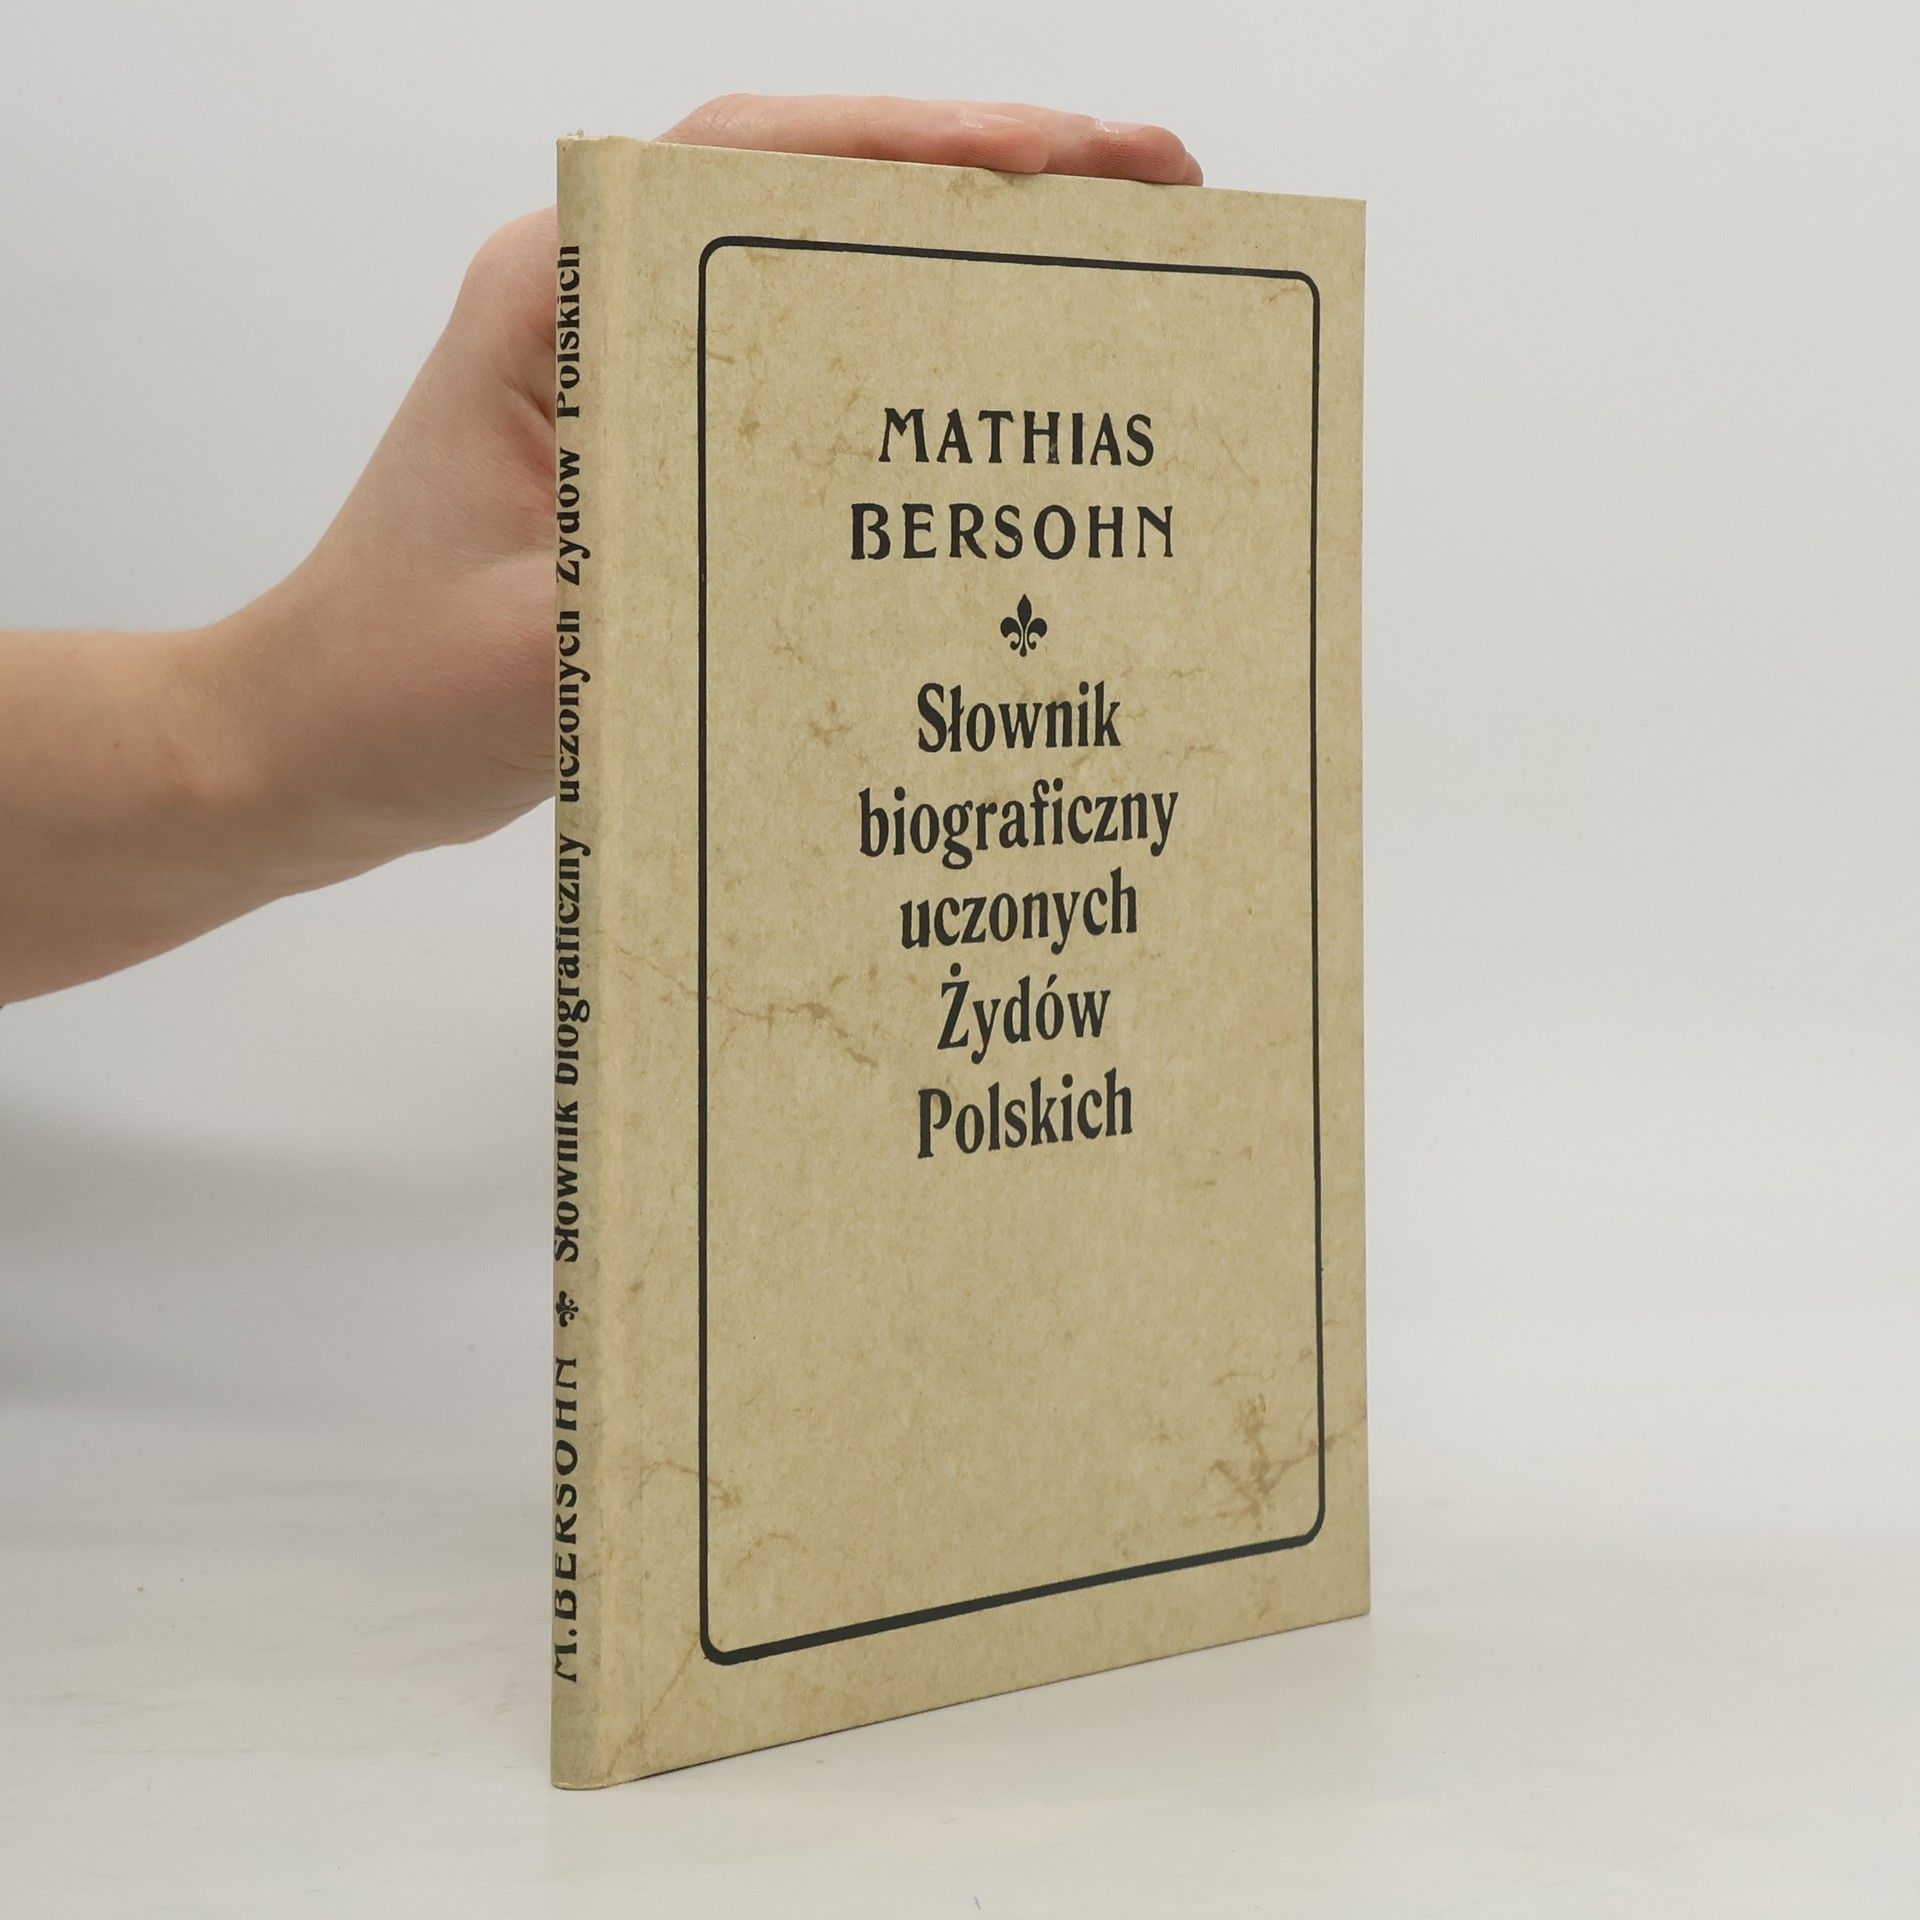 MATHIAS
BERSOHN
Słownik
biograficzny
uczonych
Żydów
Polskich
M. BERSOHN Słownik biograficzny uczonych Żydów Polskich